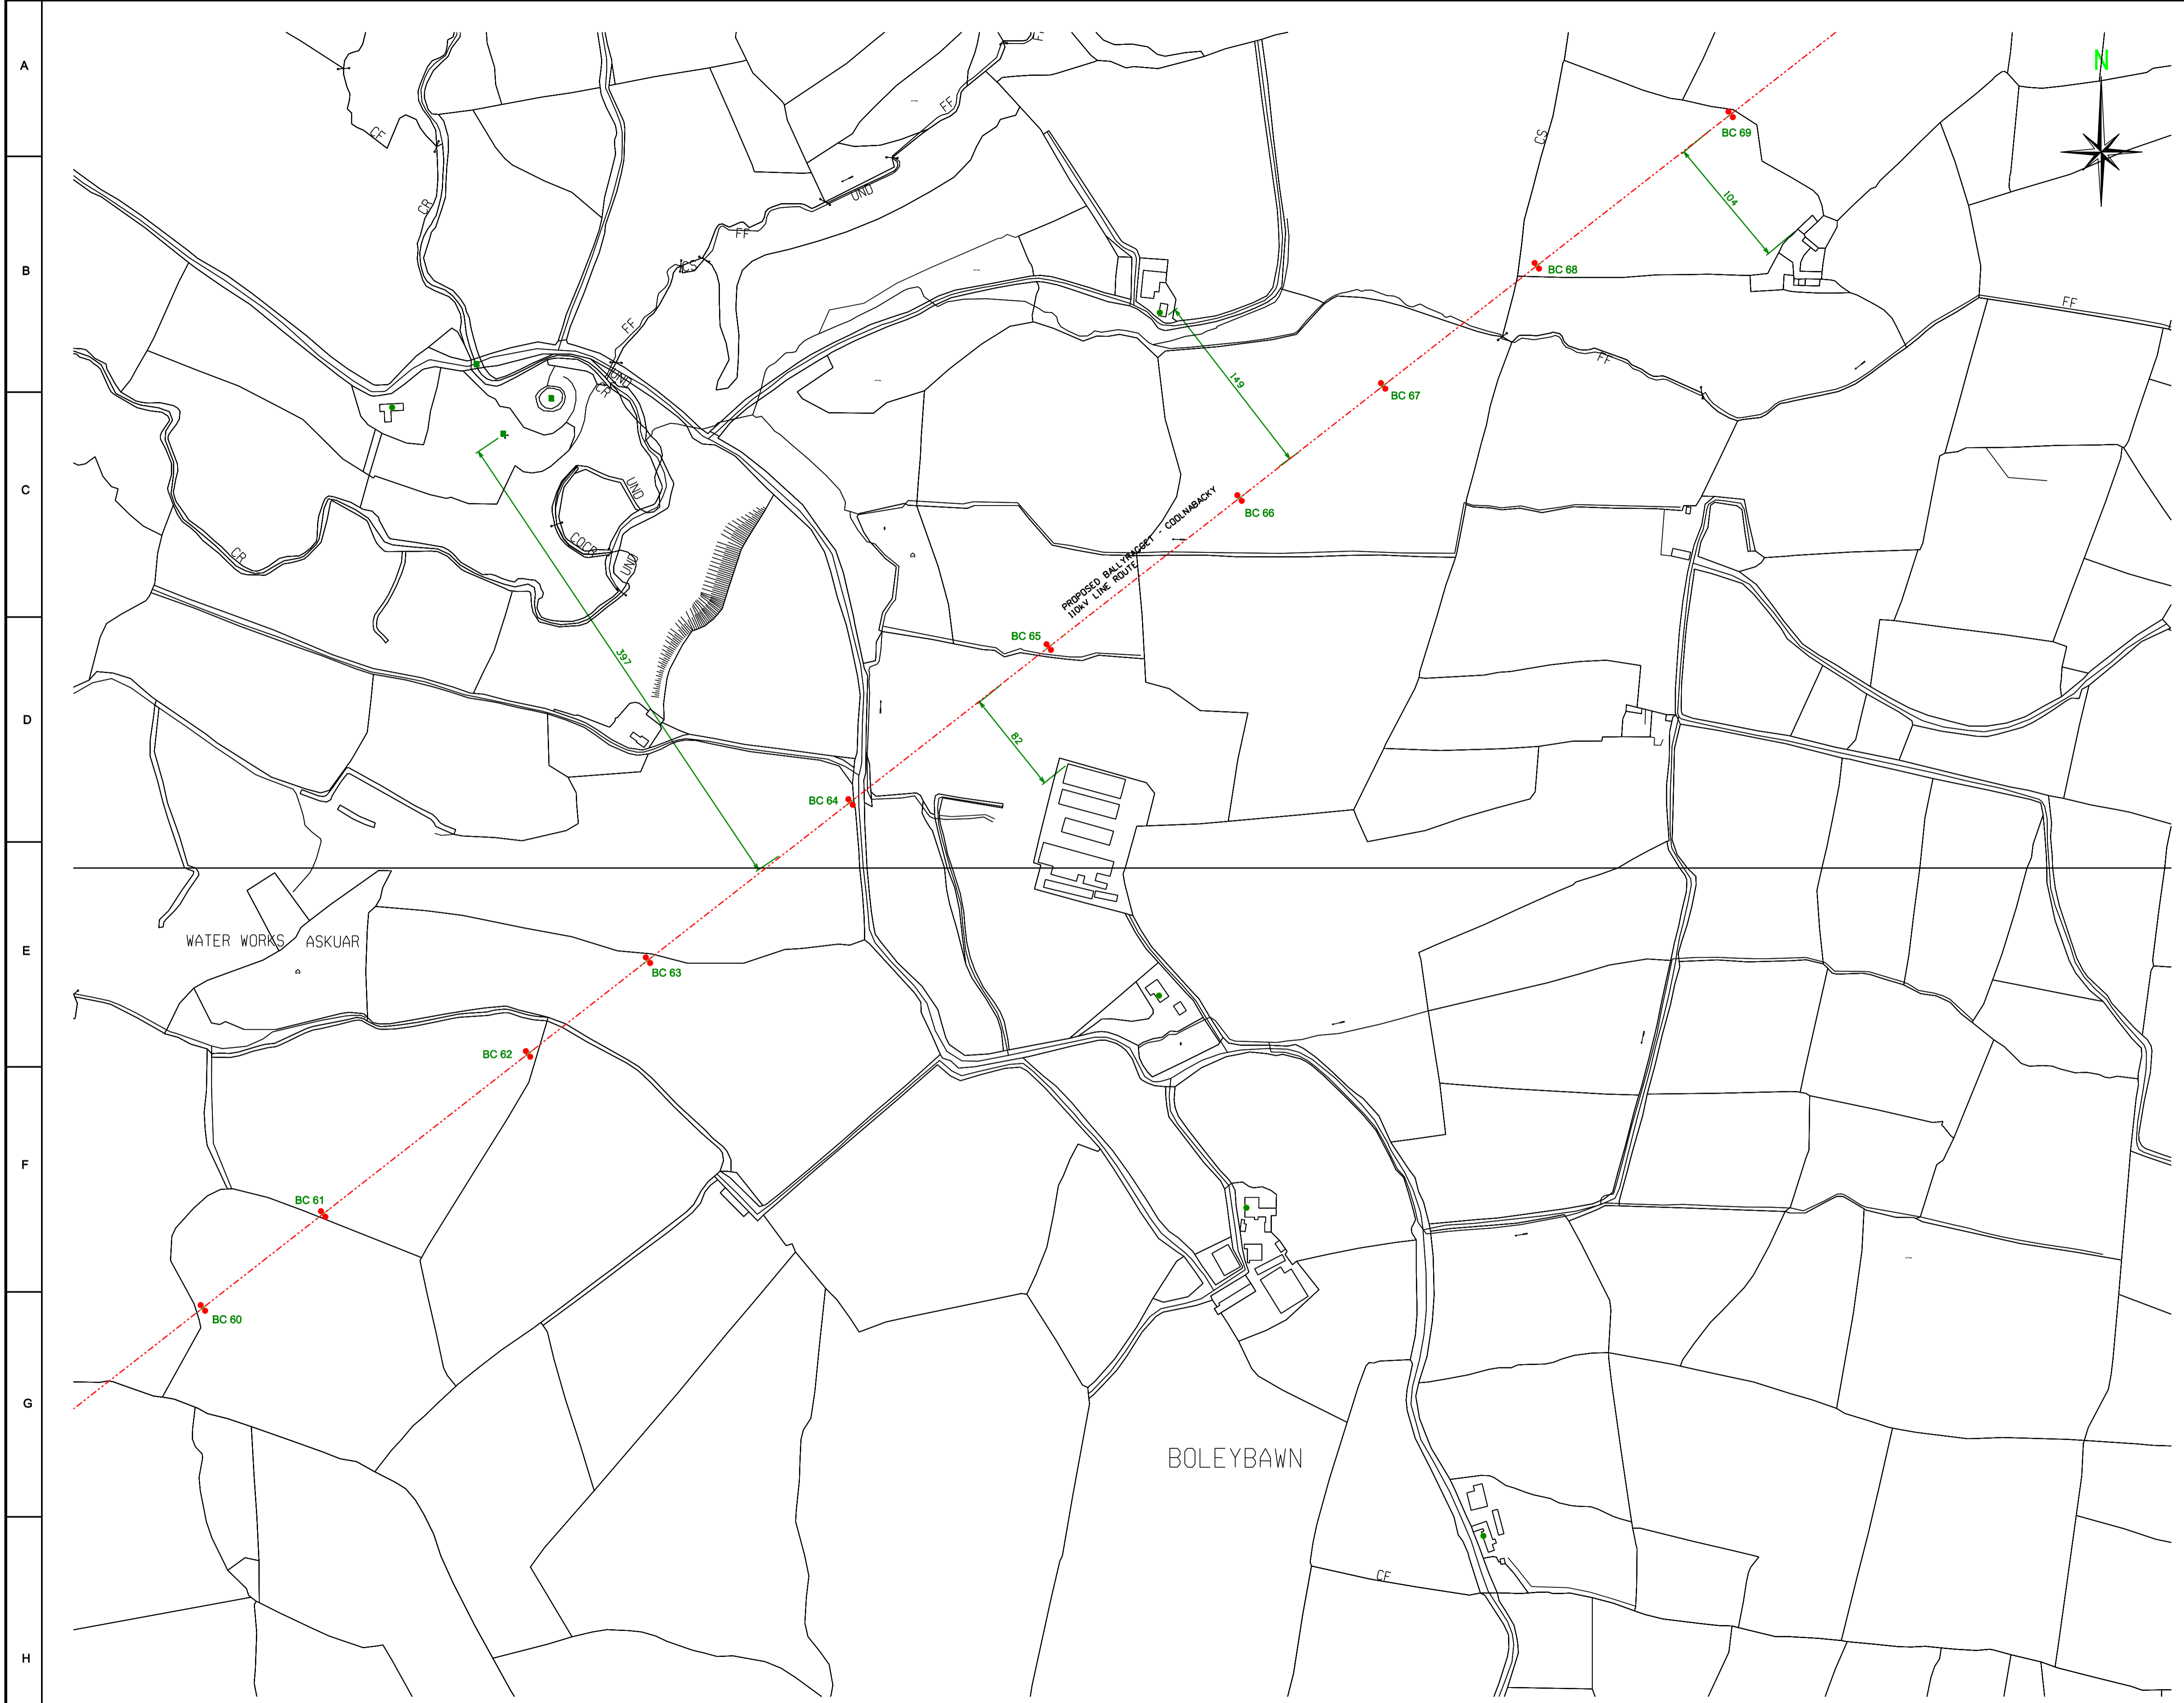 A
N
CF
FF
BC 69
CS
104
B
CR
UND
FF
CS
BC 68
FF
FF
UND
CR
FF
149
BC 67
C
UND
COCR
UND
CR
BC 66
PROPOSED BALLYRAGGET - COOLNABACKY
110kV LINE ROUTE
BC 65
D
397
82
BC 64
E
WATER WORKS ASKUAR
BC 63
BC 62
F
BC 61
BC 60
G
BOLEYBAWN
CF
H